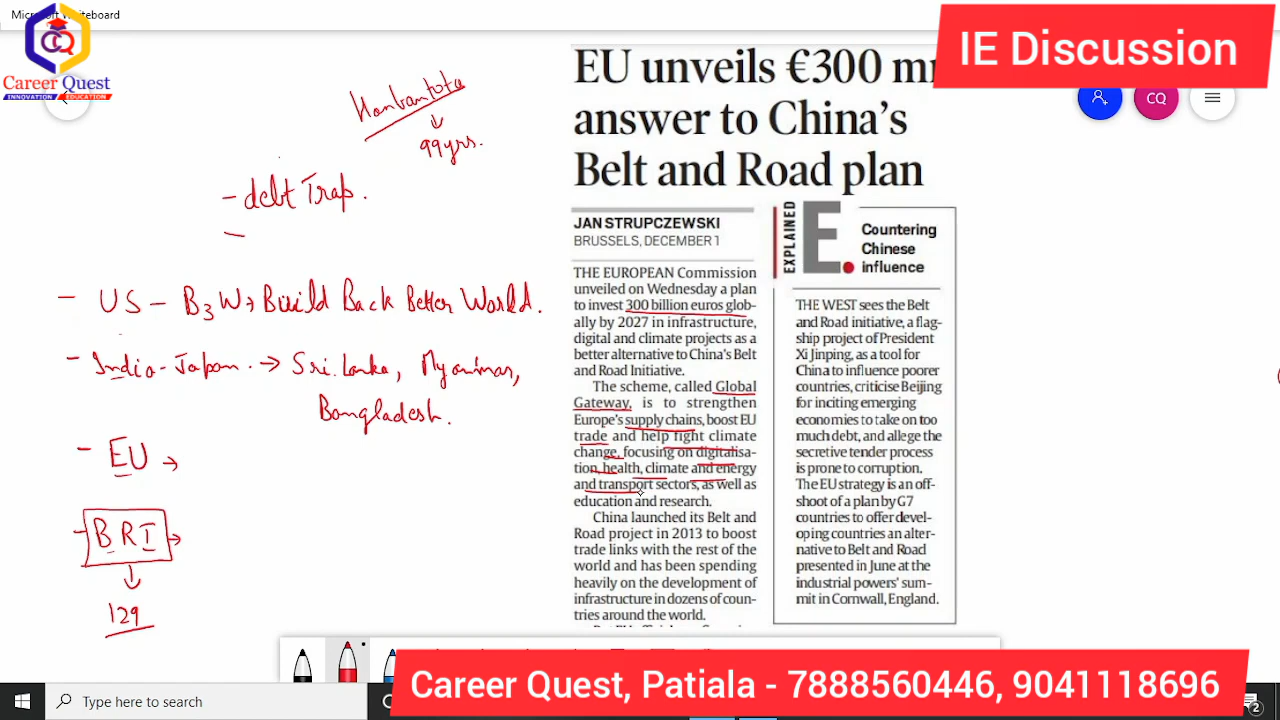 Microsoft Whiteboard
CQ
Career Quest
INNOVATION EDUCATION
IE Discussion
CQ
Hambantota
99yrs.
- debt Trap.
-
- US - B3W → Build Back Better World.
- India - Japan. → Sri. Lanka, Myanmar,
Bangladesh.
- EU →
- BRI →
129
EU unveils €300
answer to China's
Belt and Road plan
JAN STRUPCZEWSKI
BRUSSELS, DECEMBER 1
THE EUROPEAN Commission
unveiled on Wednesday a plan
to invest 300 billion euros glob-
ally by 2027 in infrastructure,
digital and climate projects as a
better alternative to China's Belt
and Road Initiative.
The scheme, called Global
Gateway, is to strengthen
Europe's supply chains, boost EU
trade and help fight climate
change, focusing on digitalisa-
tion, health, climate and energy
and transport sectors, as well as
education and research.
China launched its Belt and
Road project in 2013 to boost
trade links with the rest of the
world and has been spending
heavily on the development of
infrastructure in dozens of coun-
tries around the world.
EXPLAINED
E.
Countering
Chinese
influence
THE WEST sees the Belt
and Road initiative, a flag-
ship project of President
Xi Jinping, as a tool for
China to influence poorer
countries, criticise Beijing
for inciting emerging
economies to take on too
much debt, and allege the
secretive tender process
is prone to corruption.
The EU strategy is an off-
shoot of a plan by G7
countries to offer devel-
oping countries an alter-
native to Belt and Road
presented in June at the
industrial powers' sum-
mit in Cornwall, England.
Type here to search
Career Quest, Patiala - 7888560446, 9041118696
2